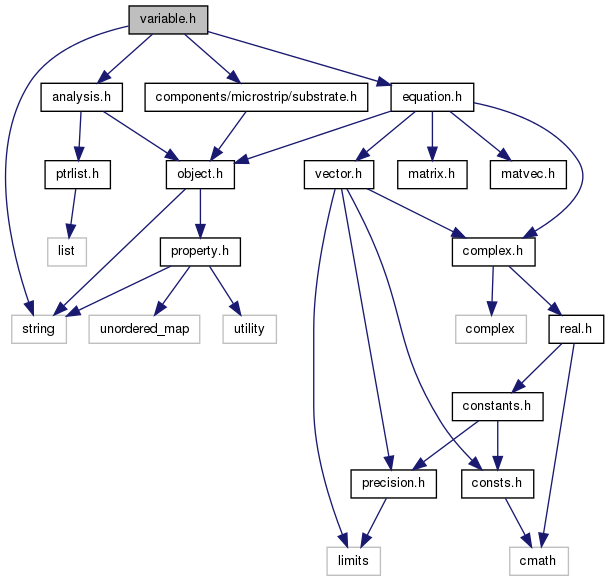 variable.h
analysis.h
components/microstrip/substrate.h
equation.h
ptrlist.h
object.h
vector.h
matrix.h
matvec.h
list
property.h
complex.h
string
unordered_map
utility
complex
real.h
constants.h
precision.h
consts.h
limits
cmath